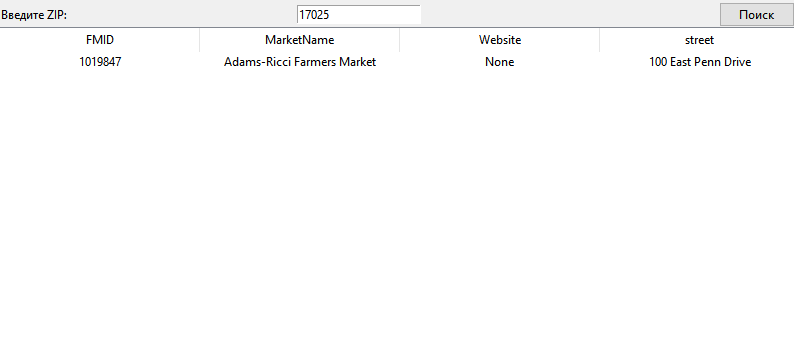 Введите ZIP: 17025 Поиск
FMID MarketName Website street
1019847 Adams-Ricci Farmers Market None 100 East Penn Drive